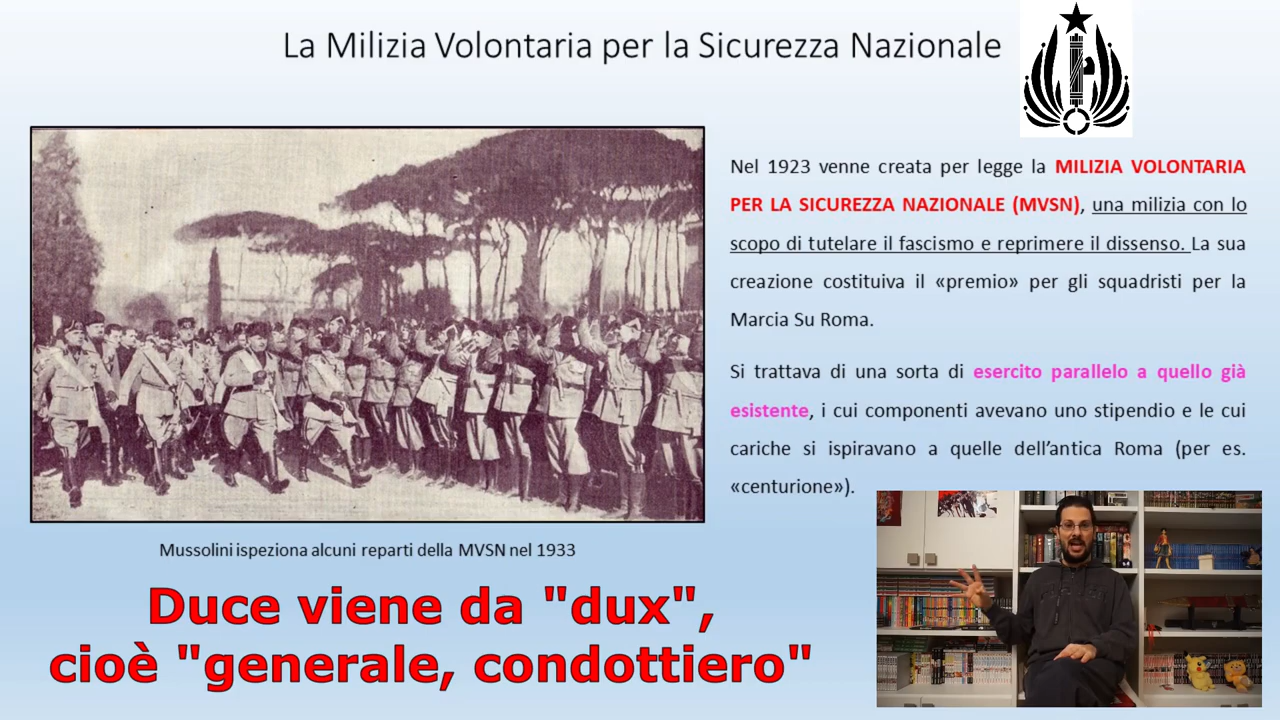 La Milizia Volontaria per la Sicurezza Nazionale
Nel 1923 venne creata per legge la MILIZIA VOLONTARIA
PER LA SICUREZZA NAZIONALE (MVSN), una milizia con lo
scopo di tutelare il fascismo e reprimere il dissenso. La sua
creazione costituiva il «premio» per gli squadristi per la
Marcia Su Roma.
Si trattava di una sorta di esercito parallelo a quello già
esistente, i cui componenti avevano uno stipendio e le cui
cariche si ispiravano a quelle dell’antica Roma (per es.
«centurione»).
Mussolini ispeziona alcuni reparti della MVSN nel 1933
Duce viene da "dux",
cioè "generale, condottiero"